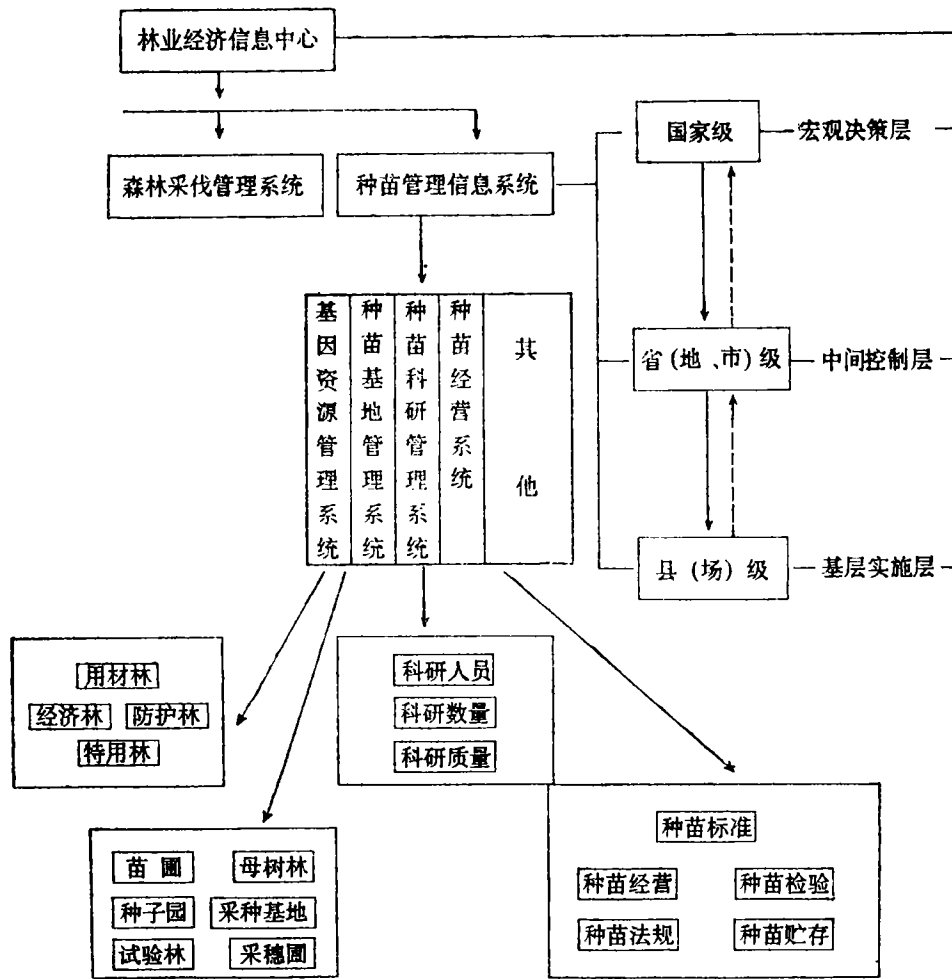 林业经济信息中心
国家级
宏观决策层
森林采伐管理系统
种苗管理信息系统
基因资源管理系统
种苗基地管理系统
种苗科研管理系统
种苗经营系统
其他
省(地、市)级
中间控制层
县(场)级
基层实施层
用材林
经济林 防护林
特用林
科研人员
科研数量
科研质量
苗圃 母树林
种子园 采种基地
试验林 采穗圃
种苗标准
种苗经营 种苗检验
种苗法规 种苗贮存